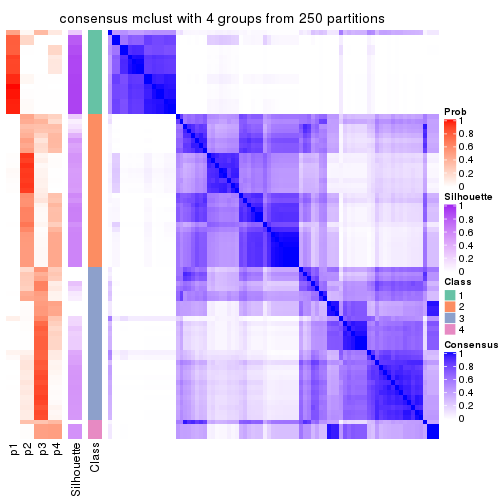 consensus mclust with 4 groups from 250 partitions
Prob
1
0.8
0.6
0.4
0.2
0
Silhouette
1
0.8
0.6
0.4
0.2
0
Class
1
2
3
4
Consensus
1
0.8
0.6
0.4
0.2
0
p1
p2
p3
p4
Silhouette
Class